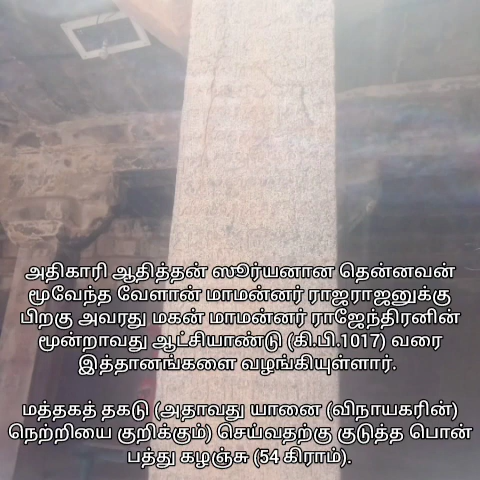 அதிகாரி ஆதித்தன் ஸூர்யனான தென்னவன்
மூவேந்த வேளான் மாமன்னர் ராஜராஜனுக்கு
பிறகு அவரது மகன் மாமன்னர் ராஜேந்திரனின்
மூன்றாவது ஆட்சியாண்டு (கி.பி.1017) வரை
இத்தானங்களை வழங்கியுள்ளார்.
மத்தகத் தகடு (அதாவது யானை (விநாயகரின்)
நெற்றியை குறிக்கும்) செய்வதற்கு குடுத்த பொன்
பத்து கழஞ்சு (54 கிராம்).